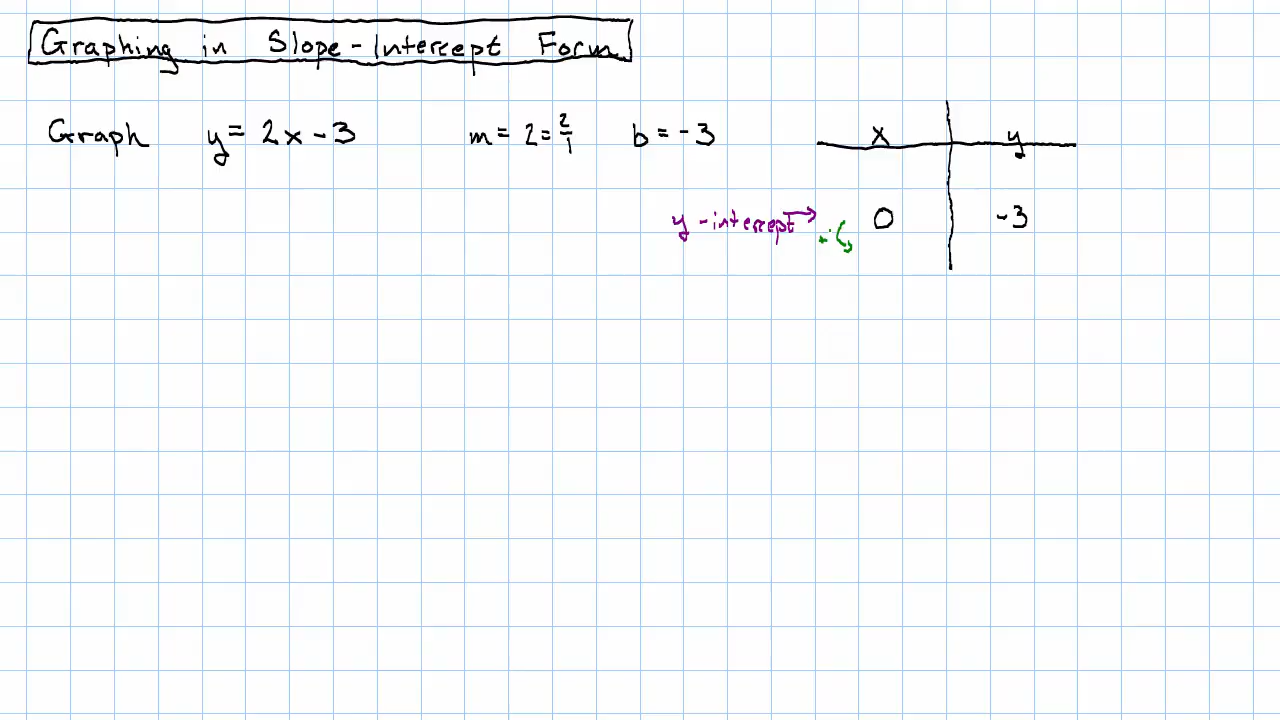 Graphing in Slope-Intercept Form
Graph y = 2x - 3 m = 2 = 2/1 b = -3 x y
y-intercept → 0 -3